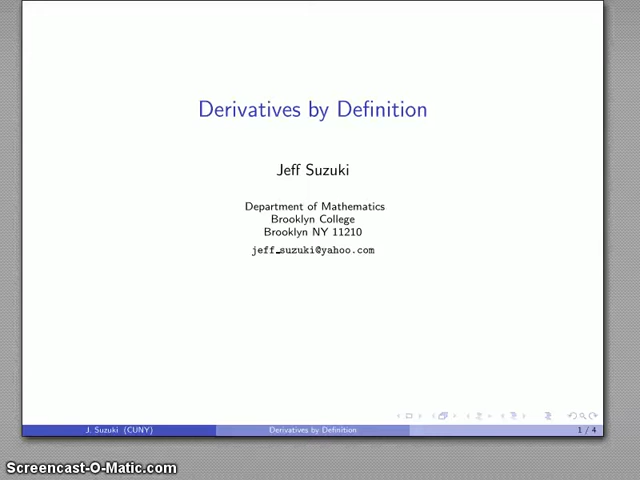 Derivatives by Definition
Jeff Suzuki
Department of Mathematics
Brooklyn College
Brooklyn NY 11210
jeff_suzuki@yahoo.com
J. Suzuki (CUNY)
Derivatives by Definition
1 / 4
Screencast-O-Matic.com